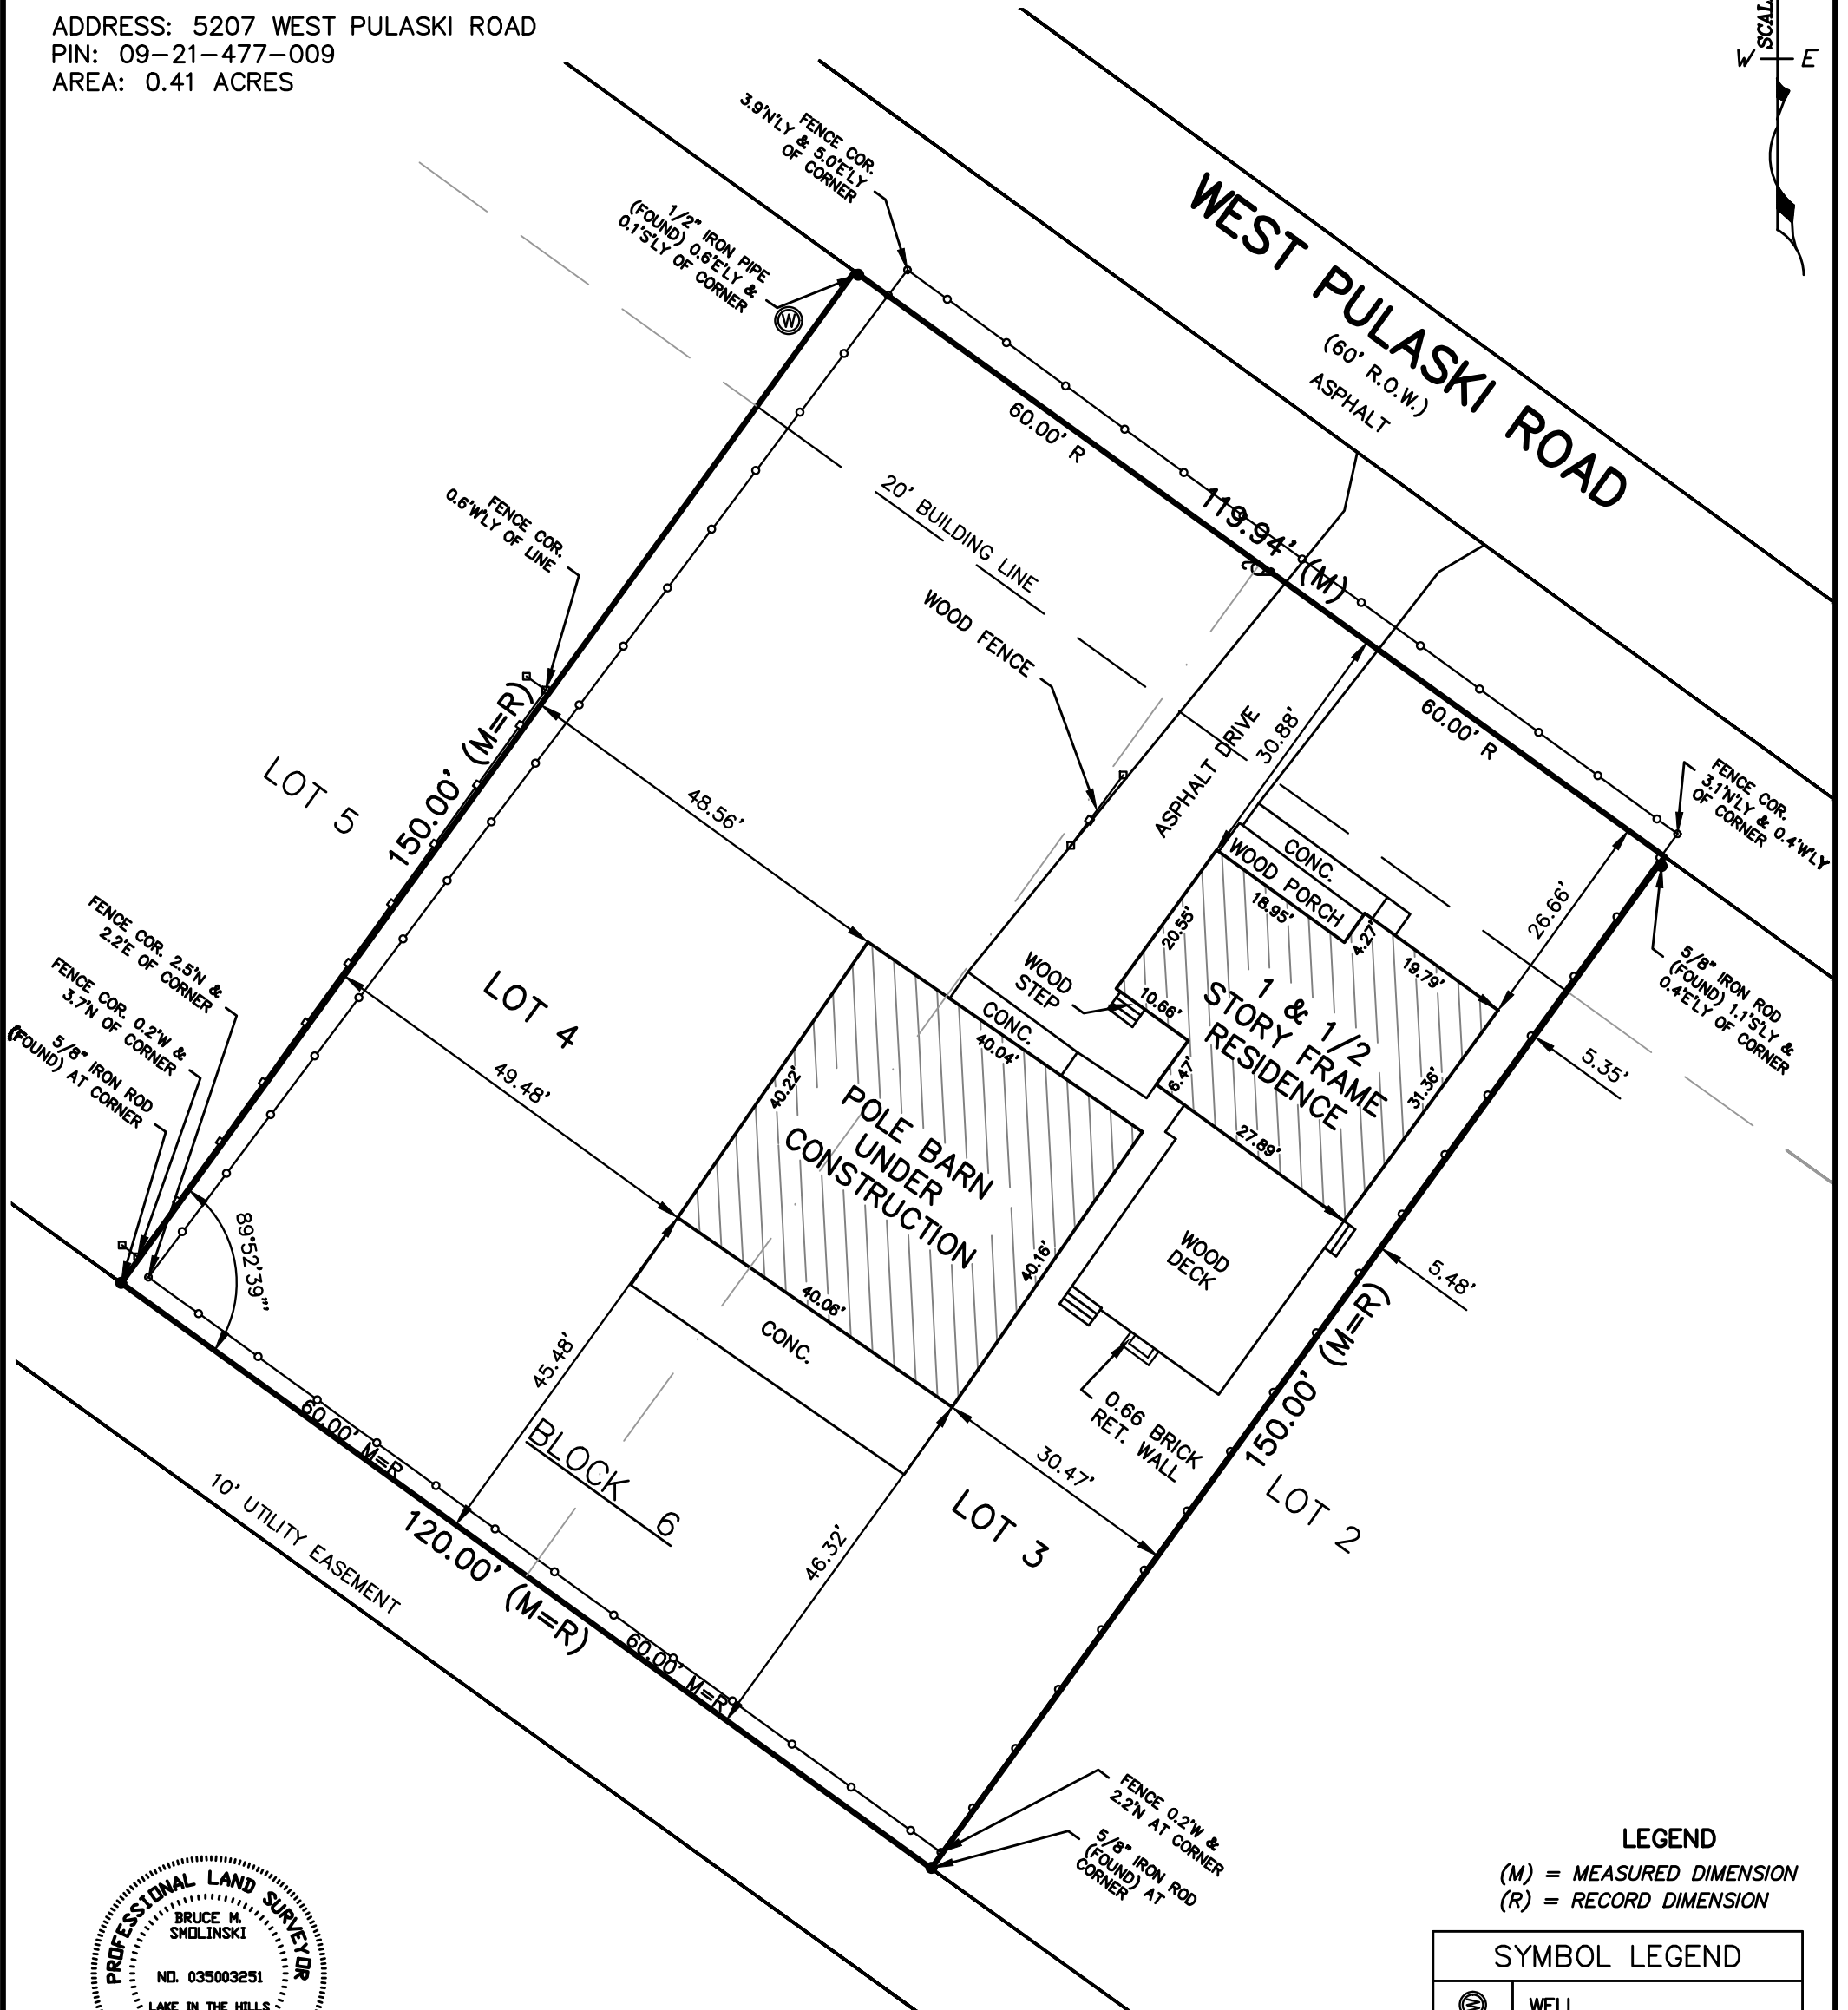 ADDRESS: 5207 WEST PULASKI ROAD
PIN: 09-21-477-009
AREA: 0.41 ACRES
SCAL
W E
FENCE COR.
3.9'N'LY & 5.0'E'LY
OF CORNER
1/2" IRON PIPE
(FOUND) 0.6'E'LY &
0.1'S'LY OF CORNER
W
WEST PULASKI ROAD
(60' R.O.W.)
ASPHALT
60.00' R
119.94' (M)
20' BUILDING LINE
FENCE COR.
0.6'W'LY OF LINE
WOOD FENCE
60.00' R
ASPHALT DRIVE
30.88'
FENCE COR.
3.1'N'LY & 0.4'W'LY
OF CORNER
LOT 5
150.00' (M=R)
48.56'
CONC.
WOOD PORCH
18.95'
4.27'
19.79'
20.55'
26.66'
5/8" IRON ROD
(FOUND) 1.1'S'LY &
0.4'E'LY OF CORNER
FENCE COR. 2.5'N &
2.2'E OF CORNER
FENCE COR. 0.2'W &
3.7'N OF CORNER
5/8" IRON ROD
(FOUND) AT CORNER
LOT 4
WOOD
STEP
10.66'
1 & 1/2
STORY FRAME
RESIDENCE
CONC.
40.04'
6.47'
31.36'
27.89'
5.35'
49.48'
40.22'
POLE BARN
UNDER
CONSTRUCTION
40.16'
40.06'
89°52'39"
WOOD
DECK
5.48'
150.00' (M=R)
CONC.
45.48'
0.66 BRICK
RET. WALL
60.00' M=R
BLOCK 6
30.47'
LOT 3
LOT 2
10' UTILITY EASEMENT
120.00' (M=R)
46.32'
60.00' M=R
FENCE 0.2'W &
2.2'N AT CORNER
5/8" IRON ROD
(FOUND) AT
CORNER
LEGEND
(M) = MEASURED DIMENSION
(R) = RECORD DIMENSION
SYMBOL LEGEND
W WELL
PROFESSIONAL LAND SURVEYOR
BRUCE M.
SMOLINSKI
NO. 035003251
LAKE IN THE HILLS